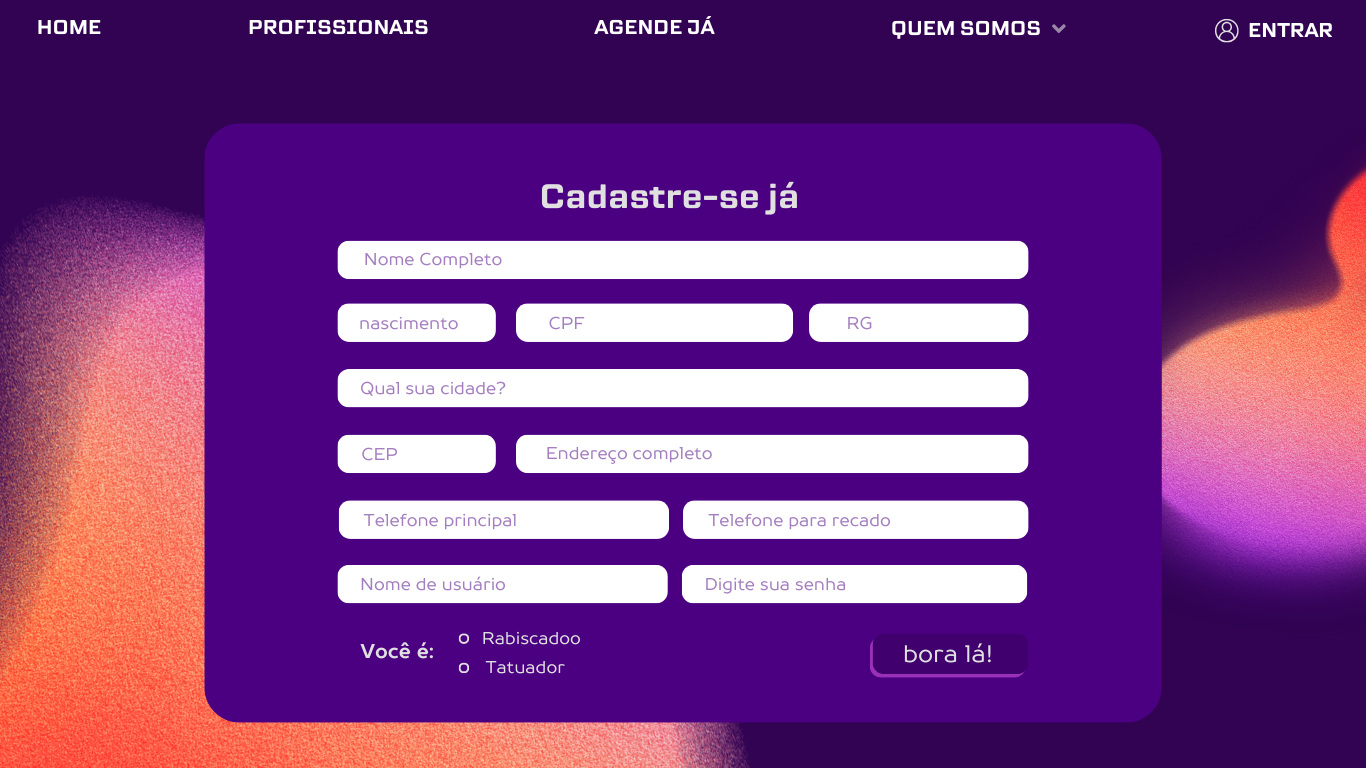 HOME PROFISSIONAIS AGENDE JÁ QUEM SOMOS ENTRAR
Cadastre-se já
Nome Completo
nascimento CPF RG
Qual sua cidade?
CEP Endereço completo
Telefone principal Telefone para recado
Nome de usuário Digite sua senha
Você é: Rabiscadoo
Tatuador
bora lá!